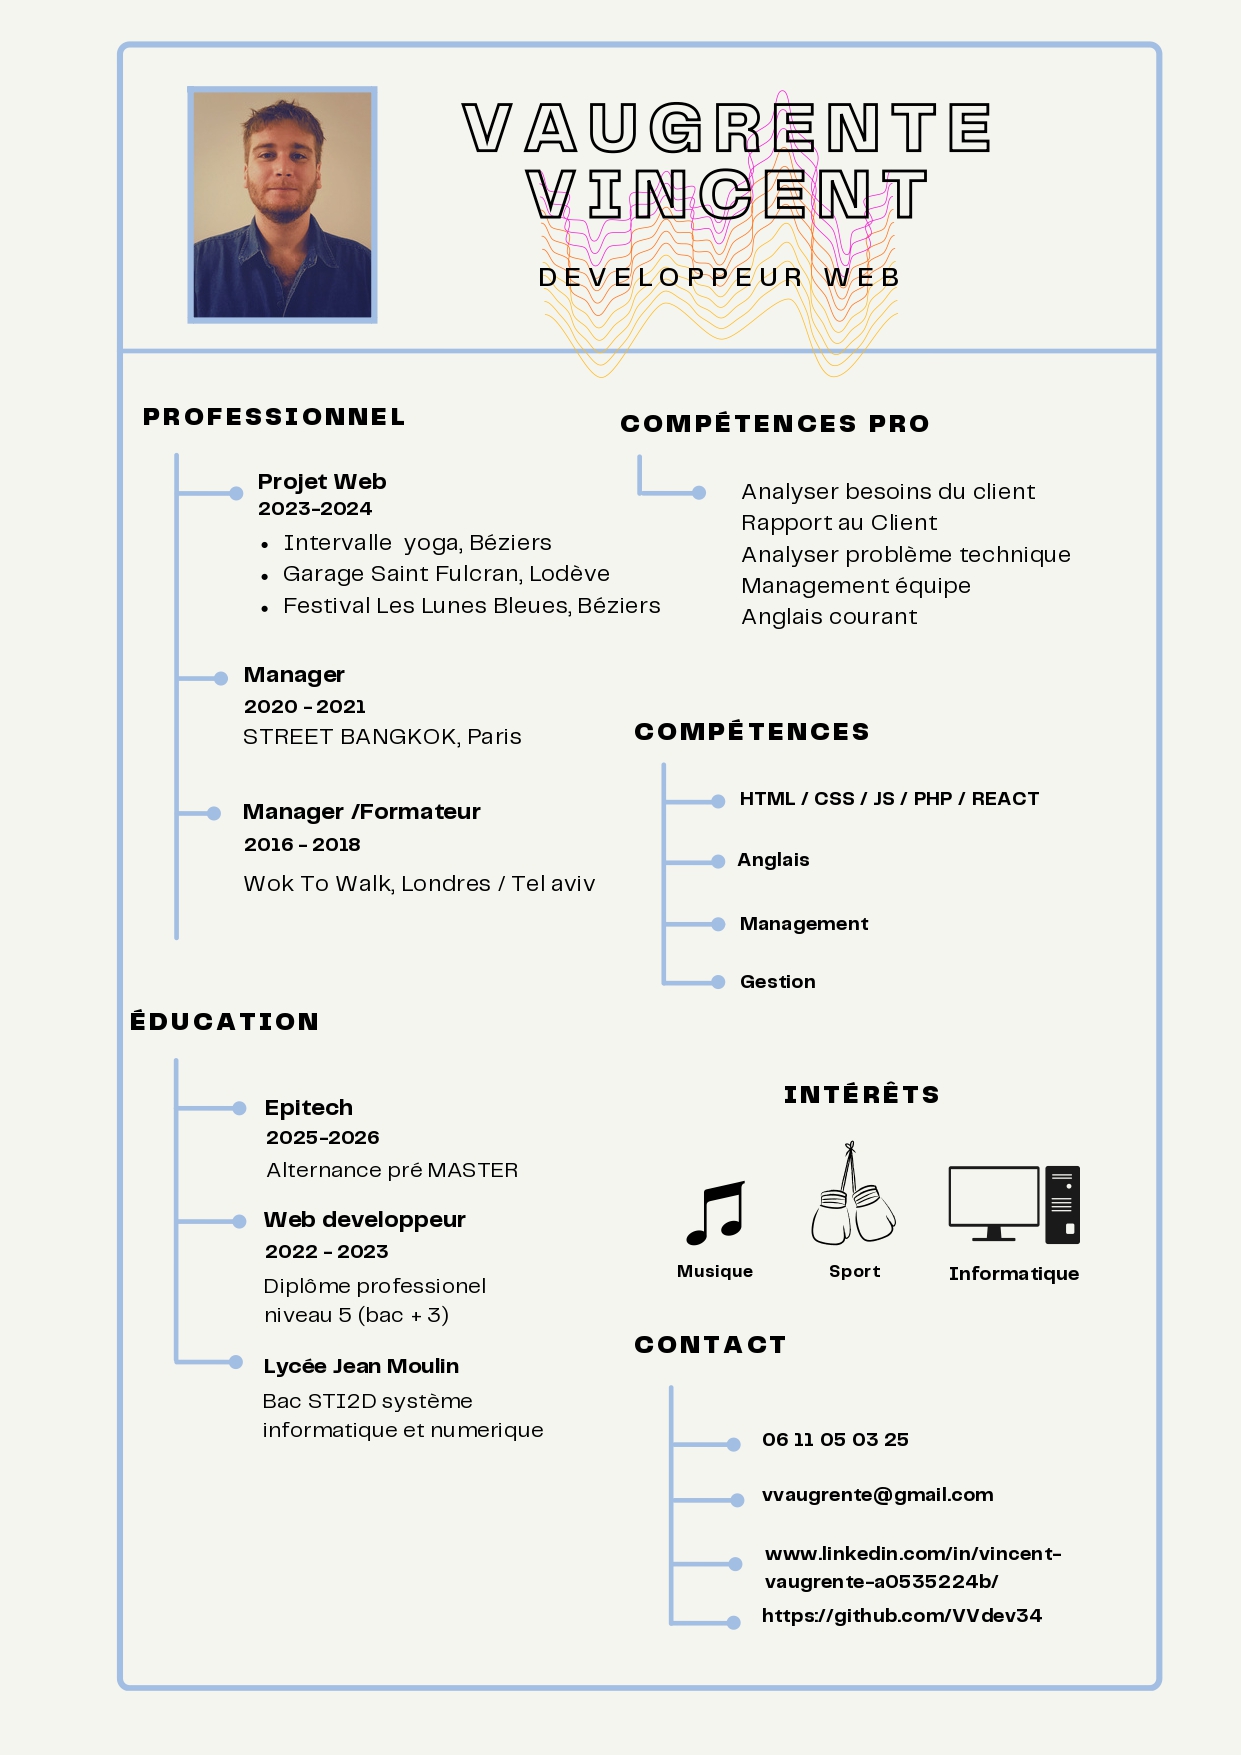 VAUGRENTE
VINCENT
DEVELOPPEUR WEB
PROFESSIONNEL
Projet Web
2023-2024
• Intervalle yoga, Béziers
• Garage Saint Fulcran, Lodève
• Festival Les Lunes Bleues, Béziers
Manager
2020 - 2021
STREET BANGKOK, Paris
Manager /Formateur
2016 - 2018
Wok To Walk, Londres / Tel aviv
ÉDUCATION
Epitech
2025-2026
Alternance pré MASTER
Web developpeur
2022 - 2023
Diplôme professionel
niveau 5 (bac + 3)
Lycée Jean Moulin
Bac STI2D système
informatique et numerique
COMPÉTENCES PRO
Analyser besoins du client
Rapport au Client
Analyser problème technique
Management équipe
Anglais courant
COMPÉTENCES
HTML / CSS / JS / PHP / REACT
Anglais
Management
Gestion
INTÉRÊTS
Musique
Sport
Informatique
CONTACT
06 11 05 03 25
vvaugrente@gmail.com
www.linkedin.com/in/vincent-
vaugrente-a0535224b/
https://github.com/VVdev34